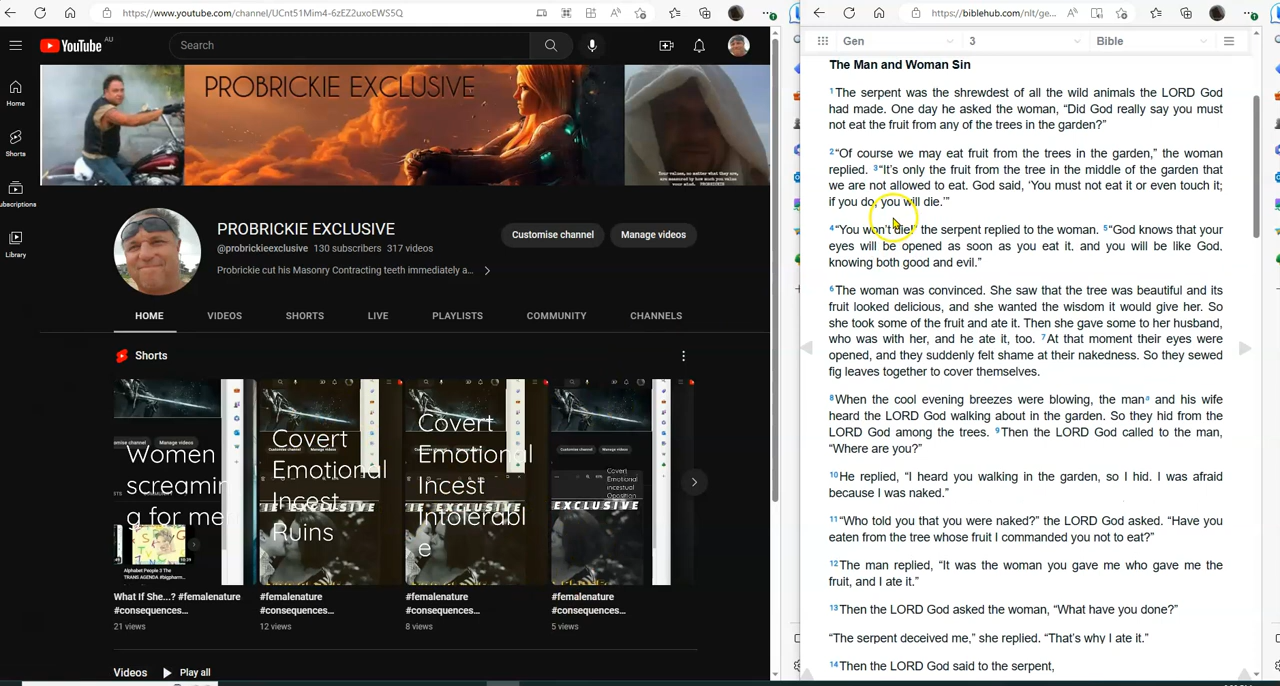 https://www.youtube.com/channel/UCnt51Mim4-6zEZ2uxoEWS5Q
YouTube AU
Search
Home
Shorts
ubscriptions
Library
PROBRICKIE EXCLUSIVE
PROBRICKIE EXCLUSIVE
@probrickieexclusive 130 subscribers 317 videos
Probrickie cut his Masonry Contracting teeth immediately a...
Customise channel
Manage videos
HOME VIDEOS SHORTS LIVE PLAYLISTS COMMUNITY CHANNELS
Shorts
Women
screamin
g for me
What If She...? #femalenature
#consequences...
21 views
Covert
Emotional
Incest
Ruins
#femalenature
#consequences...
12 views
Covert
Emotional
Incest
Intolerabl
e
#femalenature
#consequences...
8 views
Covert
Emotional
#femalenature
#consequences...
5 views
Videos Play all
https://biblehub.com/nlt/ge...
Gen 3 Bible
The Man and Woman Sin
1The serpent was the shrewdest of all the wild animals the LORD God
had made. One day he asked the woman, “Did God really say you must
not eat the fruit from any of the trees in the garden?”
2“Of course we may eat fruit from the trees in the garden,” the woman
replied. 3“It’s only the fruit from the tree in the middle of the garden that
we are not allowed to eat. God said, ‘You must not eat it or even touch it;
if you do, you will die.’”
4“You won’t die!” the serpent replied to the woman. 5“God knows that your
eyes will be opened as soon as you eat it, and you will be like God,
knowing both good and evil.”
6The woman was convinced. She saw that the tree was beautiful and its
fruit looked delicious, and she wanted the wisdom it would give her. So
she took some of the fruit and ate it. Then she gave some to her husband,
who was with her, and he ate it, too. 7At that moment their eyes were
opened, and they suddenly felt shame at their nakedness. So they sewed
fig leaves together to cover themselves.
8When the cool evening breezes were blowing, the mana and his wife
heard the LORD God walking about in the garden. So they hid from the
LORD God among the trees. 9Then the LORD God called to the man,
“Where are you?”
10He replied, “I heard you walking in the garden, so I hid. I was afraid
because I was naked.”
11“Who told you that you were naked?” the LORD God asked. “Have you
eaten from the tree whose fruit I commanded you not to eat?”
12The man replied, “It was the woman you gave me who gave me the
fruit, and I ate it.”
13Then the LORD God asked the woman, “What have you done?”
“The serpent deceived me,” she replied. “That’s why I ate it.”
14Then the LORD God said to the serpent,